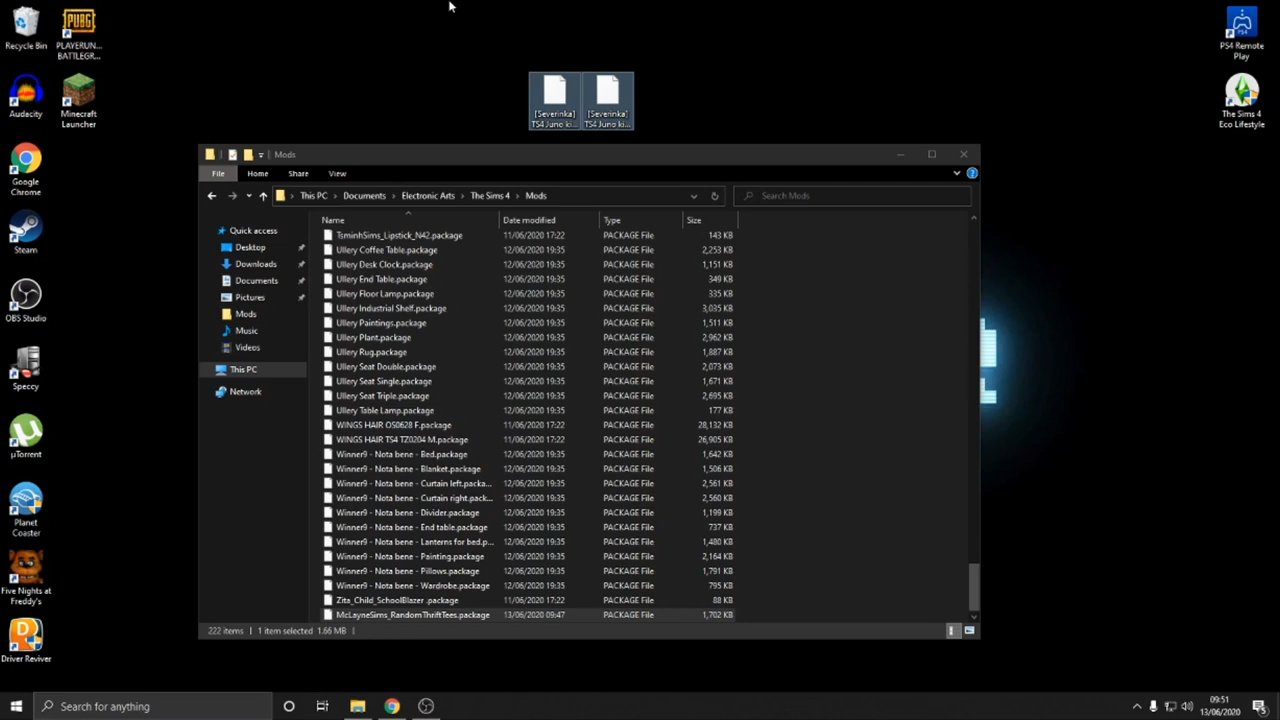 Recycle Bin
PLAYERUN...
BATTLEGR...
Audacity
Minecraft
Launcher
Google
Chrome
Steam
OBS Studio
Speccy
µTorrent
Planet
Coaster
Five Nights at
Freddy's
Driver Reviver
[Severinka]
TS4 Juno ki...
[Severinka]
TS4 Juno ki...
PS4 Remote
Play
The Sims 4
Eco Lifestyle
Mods
File Home Share View
This PC > Documents > Electronic Arts > The Sims 4 > Mods
Search Mods
Quick access
Desktop
Downloads
Documents
Pictures
Mods
Music
Videos
This PC
Network
Name Date modified Type Size
TsminhSims_Lipstick_N42.package 11/06/2020 17:22 PACKAGE File 143 KB
Ullery Coffee Table.package 12/06/2020 19:35 PACKAGE File 2,253 KB
Ullery Desk Clock.package 12/06/2020 19:35 PACKAGE File 1,151 KB
Ullery End Table.package 12/06/2020 19:35 PACKAGE File 349 KB
Ullery Floor Lamp.package 12/06/2020 19:35 PACKAGE File 335 KB
Ullery Industrial Shelf.package 12/06/2020 19:35 PACKAGE File 3,035 KB
Ullery Paintings.package 12/06/2020 19:35 PACKAGE File 1,511 KB
Ullery Plant.package 12/06/2020 19:35 PACKAGE File 2,962 KB
Ullery Rug.package 12/06/2020 19:35 PACKAGE File 1,887 KB
Ullery Seat Double.package 12/06/2020 19:35 PACKAGE File 2,073 KB
Ullery Seat Single.package 12/06/2020 19:35 PACKAGE File 1,671 KB
Ullery Seat Triple.package 12/06/2020 19:35 PACKAGE File 2,695 KB
Ullery Table Lamp.package 12/06/2020 19:35 PACKAGE File 177 KB
WINGS HAIR OS0628 F.package 11/06/2020 17:22 PACKAGE File 28,132 KB
WINGS HAIR TS4 TZ0204 M.package 11/06/2020 17:22 PACKAGE File 26,905 KB
Winner9 - Nota bene - Bed.package 12/06/2020 19:35 PACKAGE File 1,642 KB
Winner9 - Nota bene - Blanket.package 12/06/2020 19:35 PACKAGE File 1,506 KB
Winner9 - Nota bene - Curtain left.packa... 12/06/2020 19:35 PACKAGE File 2,561 KB
Winner9 - Nota bene - Curtain right.pack... 12/06/2020 19:35 PACKAGE File 2,560 KB
Winner9 - Nota bene - Divider.package 12/06/2020 19:35 PACKAGE File 1,199 KB
Winner9 - Nota bene - End table.package 12/06/2020 19:35 PACKAGE File 737 KB
Winner9 - Nota bene - Lanterns for bed.p... 12/06/2020 19:35 PACKAGE File 1,480 KB
Winner9 - Nota bene - Painting.package 12/06/2020 19:35 PACKAGE File 2,164 KB
Winner9 - Nota bene - Pillows.package 12/06/2020 19:35 PACKAGE File 1,791 KB
Winner9 - Nota bene - Wardrobe.package 12/06/2020 19:35 PACKAGE File 795 KB
Zita_Child_SchoolBlazer .package 11/06/2020 17:22 PACKAGE File 88 KB
McLayneSims_RandomThriftTees.package 13/06/2020 09:47 PACKAGE File 1,702 KB
222 items 1 item selected 1.66 MB
Search for anything
09:51
13/06/2020